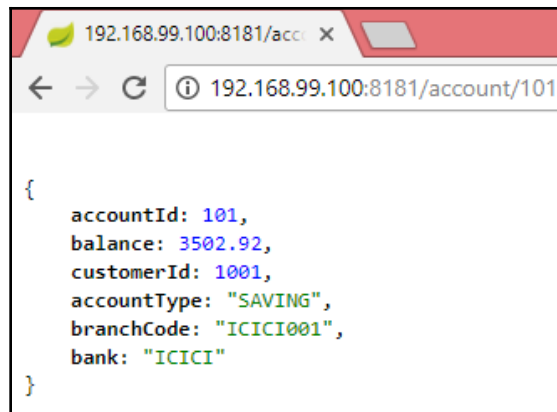 192.168.99.100:8181/acc
192.168.99.100:8181/account/101
{
accountId: 101,
balance: 3502.92,
customerId: 1001,
accountType: "SAVING",
branchCode: "ICICI001",
bank: "ICICI"
}